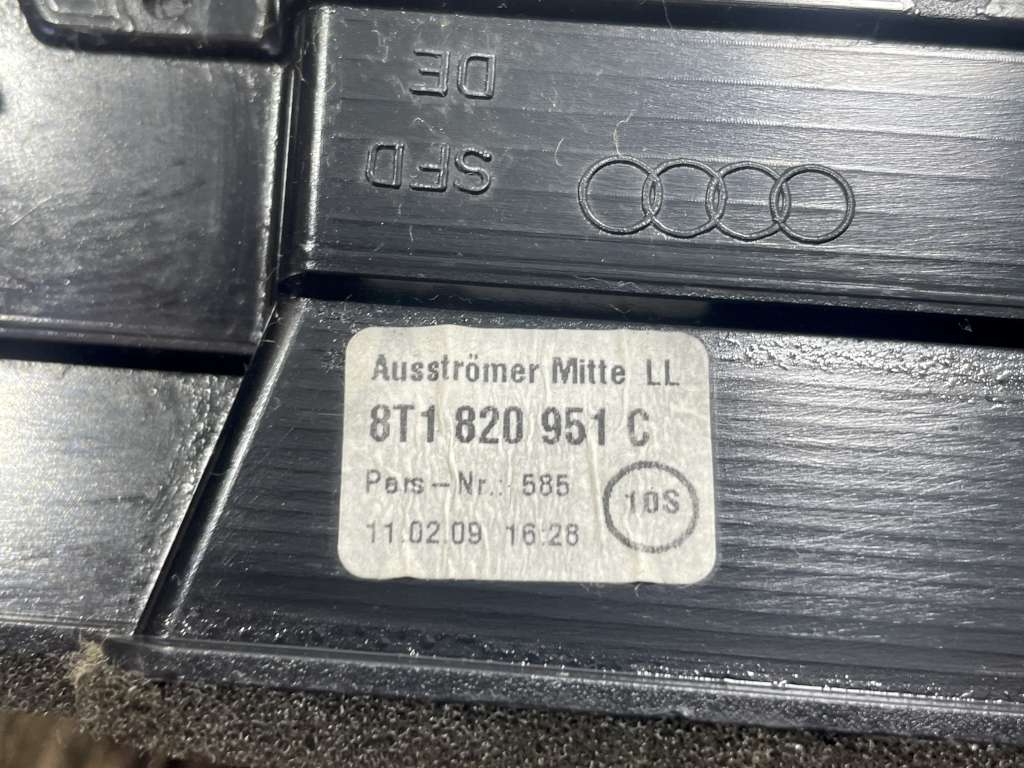 DE
SFD
Ausströmer Mitte LL
8T1 820 951 C
Pers-Nr.: 585
10S
11.02.09 16:28